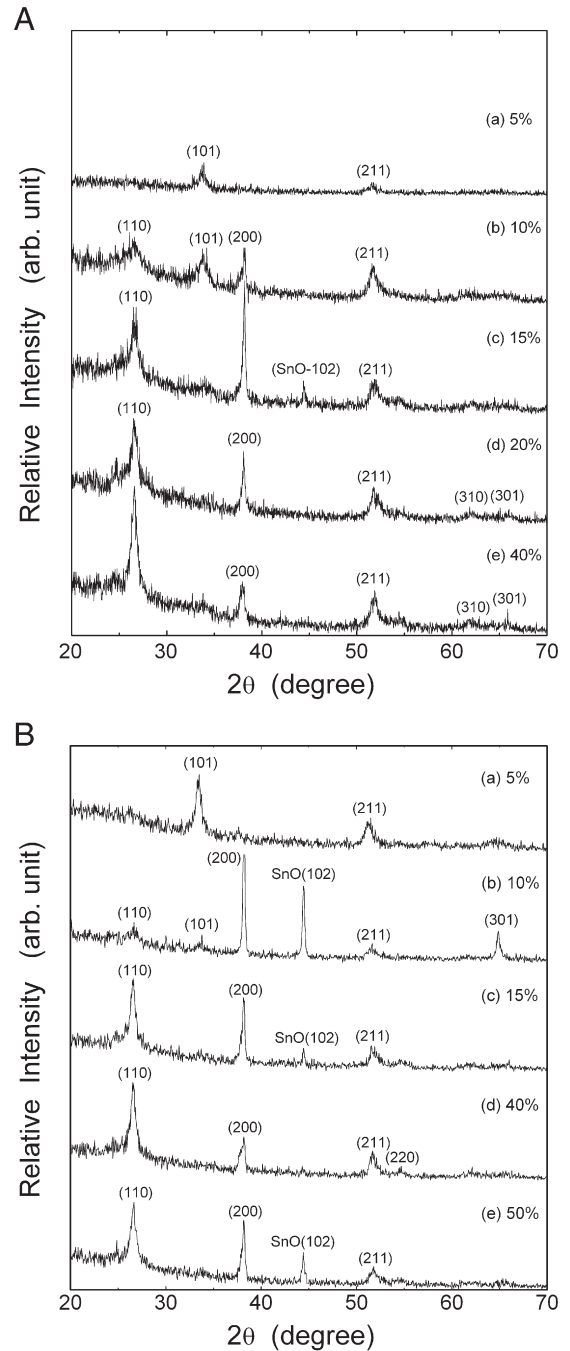 A
(a) 5%
(101)
(211)
(b) 10%
(110)
(101)
(200)
(211)
(c) 15%
(110)
(SnO-102)
(211)
(d) 20%
(110)
(200)
(211)
(310)
(301)
(e) 40%
(200)
(211)
(310)
(301)
20
30
40
50
60
70
2θ (degree)
Relative Intensity (arb. unit)
B
(a) 5%
(101)
(211)
(b) 10%
(200)
SnO(102)
(110)
(101)
(211)
(301)
(c) 15%
(110)
(200)
SnO(102)
(211)
(d) 40%
(110)
(200)
(211)
(220)
(e) 50%
(110)
(200)
SnO(102)
(211)
20
30
40
50
60
70
2θ (degree)
Relative Intensity (arb. unit)